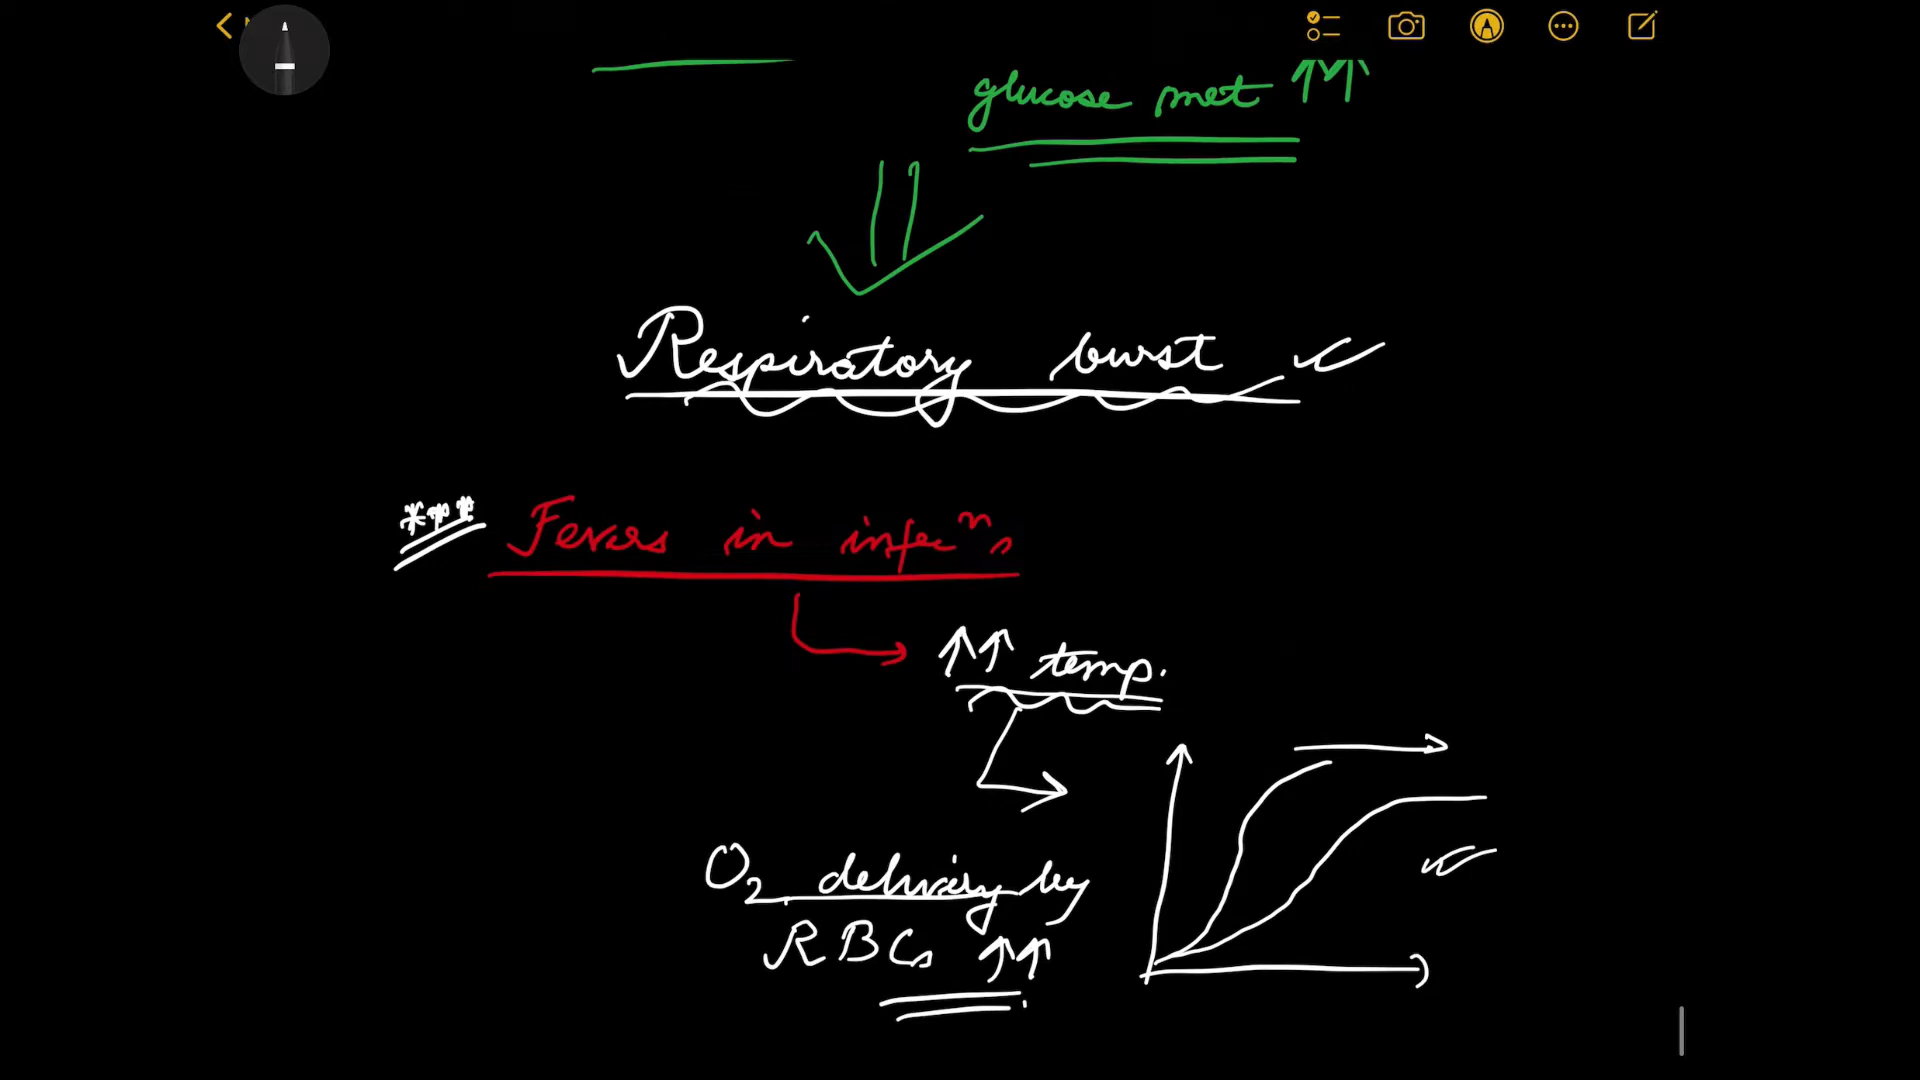 glucose met ↑↑↑
Respiratory burst
*** Fevers in infecⁿs
↑↑ temp.
O₂ delivery by
RBCs ↑↑